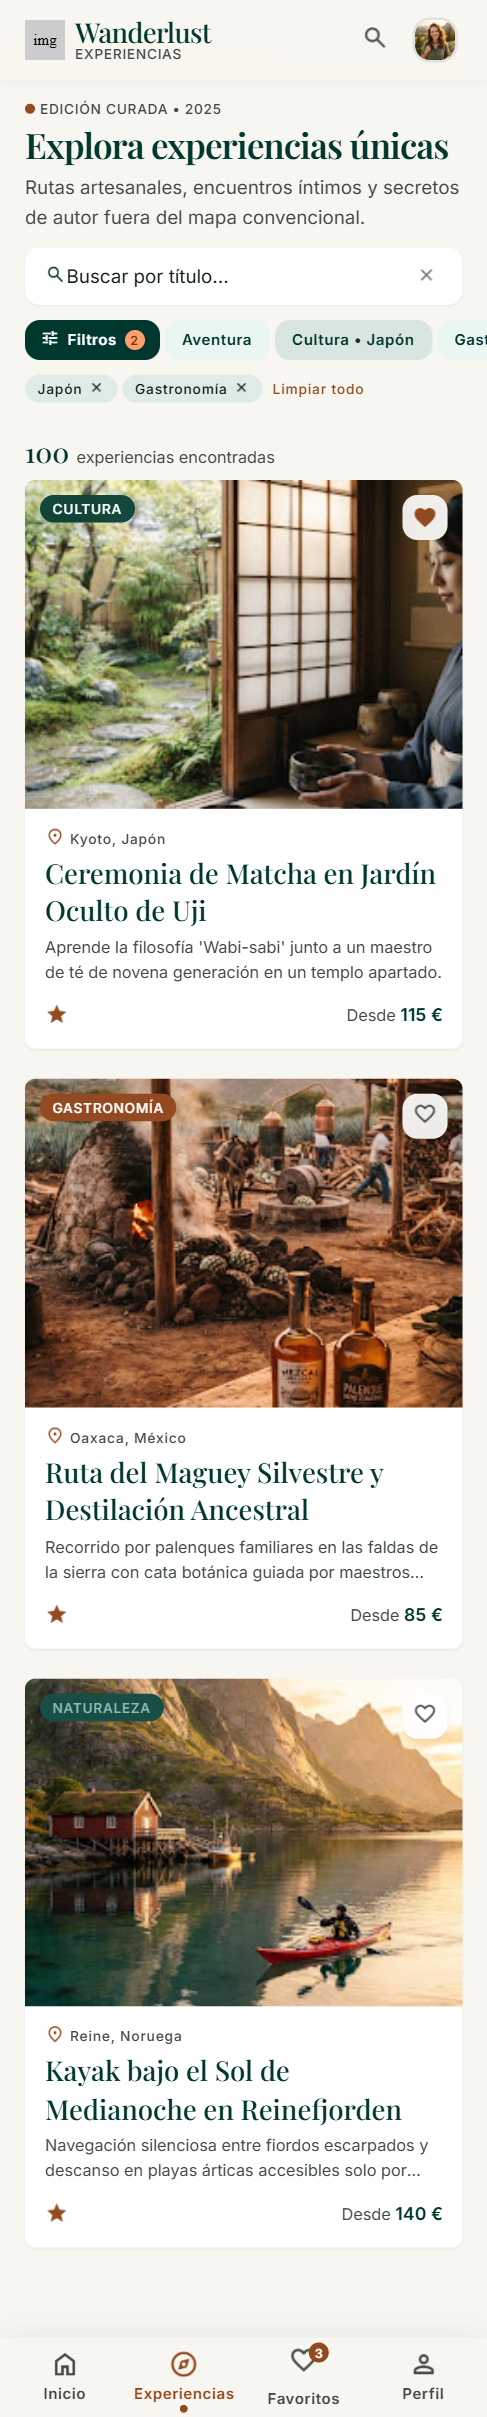 img
Wanderlust
EXPERIENCIAS
EDICIÓN CURADA • 2025
Explora experiencias únicas
Rutas artesanales, encuentros íntimos y secretos
de autor fuera del mapa convencional.
Buscar por título...
Filtros 2 Aventura Cultura • Japón Gast
Japón Gastronomía Limpiar todo
100 experiencias encontradas
CULTURA
Kyoto, Japón
Ceremonia de Matcha en Jardín
Oculto de Uji
Aprende la filosofía 'Wabi-sabi' junto a un maestro
de té de novena generación en un templo apartado.
Desde 115 €
GASTRONOMÍA
MEZCAL
PALENQUE
Oaxaca, México
Ruta del Maguey Silvestre y
Destilación Ancestral
Recorrido por palenques familiares en las faldas de
la sierra con cata botánica guiada por maestros...
Desde 85 €
NATURALEZA
Reine, Noruega
Kayak bajo el Sol de
Medianoche en Reinefjorden
Navegación silenciosa entre fiordos escarpados y
descanso en playas árticas accesibles solo por...
Desde 140 €
3
Inicio Experiencias Favoritos Perfil